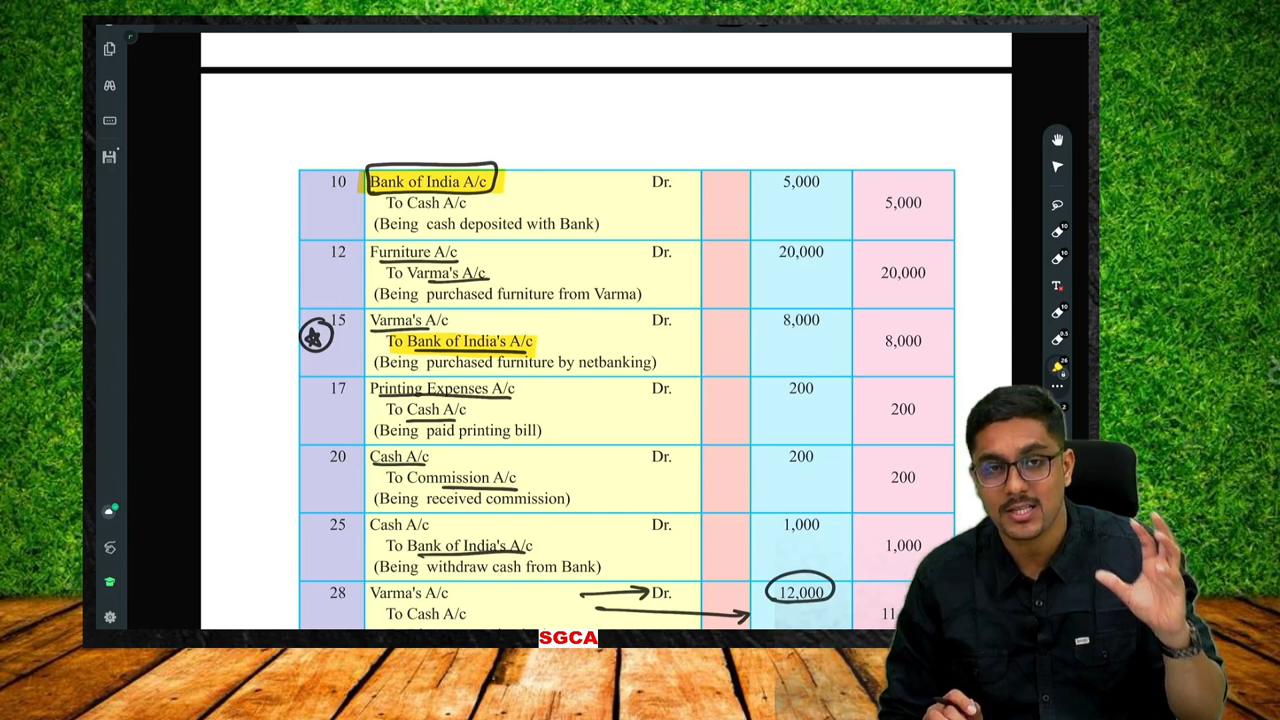 10 Bank of India A/c Dr. 5,000
To Cash A/c 5,000
(Being cash deposited with Bank)
12 Furniture A/c Dr. 20,000
To Varma's A/c 20,000
(Being purchased furniture from Varma)
15 Varma's A/c Dr. 8,000
To Bank of India's A/c 8,000
(Being purchased furniture by netbanking)
17 Printing Expenses A/c Dr. 200
To Cash A/c 200
(Being paid printing bill)
20 Cash A/c Dr. 200
To Commission A/c 200
(Being received commission)
25 Cash A/c Dr. 1,000
To Bank of India's A/c 1,000
(Being withdraw cash from Bank)
28 Varma's A/c Dr. 12,000
To Cash A/c
SGCA